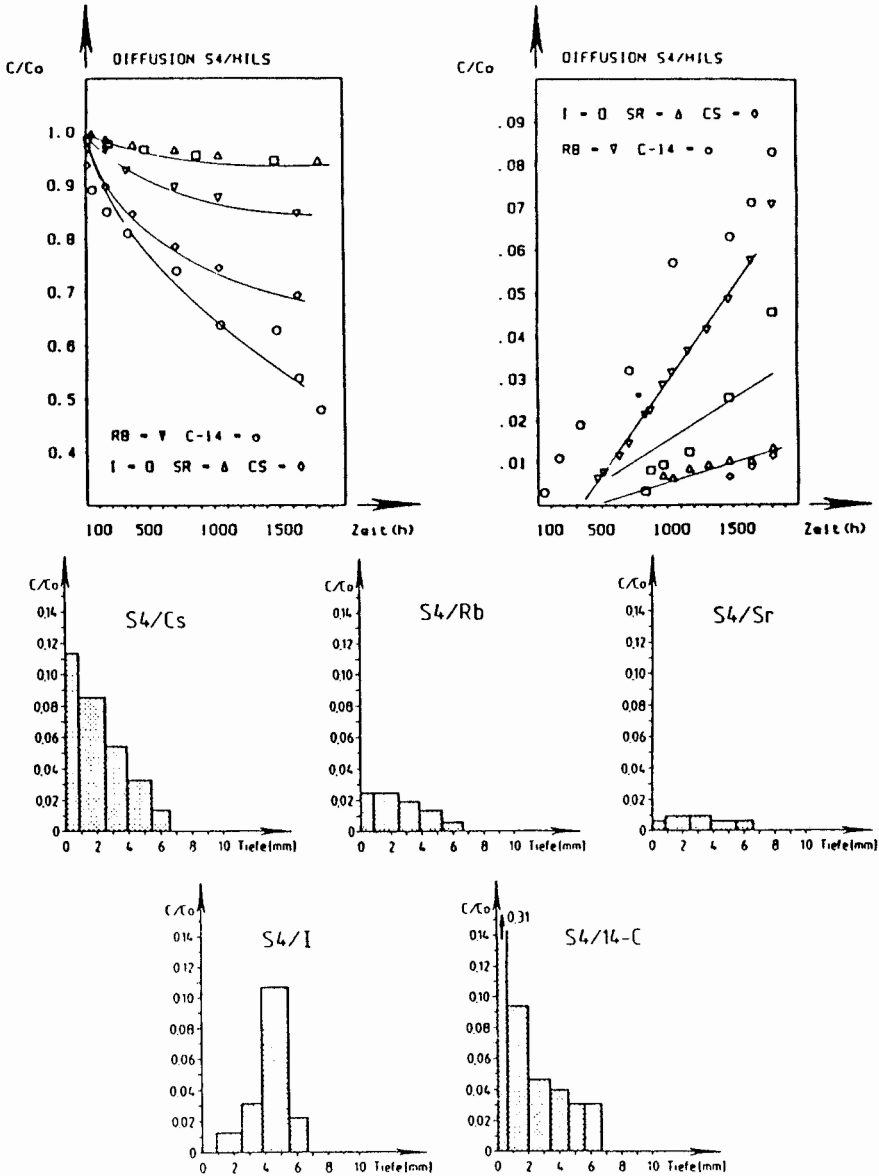 DIFFUSION S4/HILS
C/Co
1.0
0.9
0.8
0.7
0.6
0.5
0.4
RB = ▽ C-14 = ○
I = □ SR = △ CS = ◇
100 500 1000 1500 Zeit(h)
DIFFUSION S4/HILS
C/Co
I = □ SR = △ CS = ◇
RB = ▽ C-14 = ○
.09
.08
.07
.06
.05
.04
.03
.02
.01
100 500 1000 1500 Zeit(h)
C/Co
S4/Cs
0,14
0,12
0,10
0,08
0,06
0,04
0,02
0
0 2 4 6 8 10 Tiefe(mm)
C/Co
S4/Rb
0,14
0,12
0,10
0,08
0,06
0,04
0,02
0
0 2 4 6 8 10 Tiefe(mm)
C/Co
S4/Sr
0,14
0,12
0,10
0,08
0,06
0,04
0,02
0
0 2 4 6 8 10 Tiefe(mm)
C/Co
S4/I
0,14
0,12
0,10
0,08
0,06
0,04
0,02
0
0 2 4 6 8 10 Tiefe(mm)
C/Co
0,31
S4/14-C
0,14
0,12
0,10
0,08
0,06
0,04
0,02
0
0 2 4 6 8 10 Tiefe(mm)